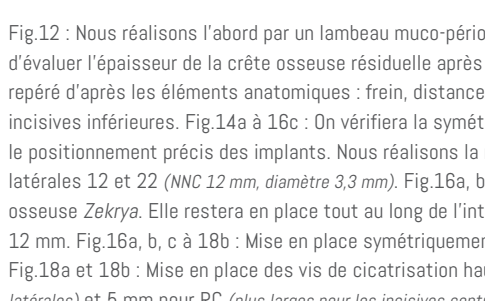 Fig.12 : Nous réalisons l'abord par un lambeau muco-pério
d'évaluer l'épaisseur de la crête osseuse résiduelle après
repéré d'après les éléments anatomiques : frein, distance
incisives inférieures. Fig.14a à 16c : On vérifiera la symét
le positionnement précis des implants. Nous réalisons la
latérales 12 et 22 (NNC 12 mm, diamètre 3,3 mm). Fig.16a, b
osseuse Zekrya. Elle restera en place tout au long de l'int
12 mm. Fig.16a, b, c à 18b : Mise en place symétriquemen
Fig.18a et 18b : Mise en place des vis de cicatrisation hau
latérales) et 5 mm pour RC (plus larges pour les incisives cent